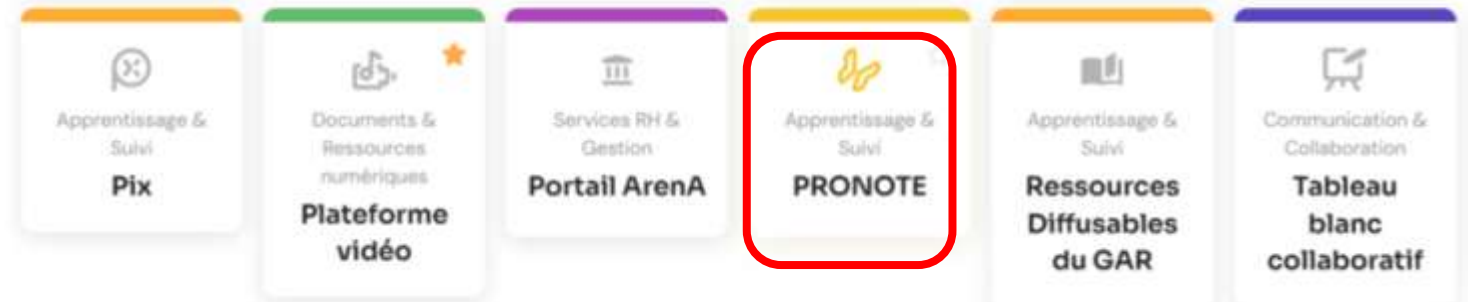 Apprentissage &
Suivi
Pix
Documents &
Ressources
numériques
Plateforme
vidéo
Services RH &
Gestion
Portail ArenA
Apprentissage &
Suivi
PRONOTE
Apprentissage &
Suivi
Ressources
Diffusables
du GAR
Communication &
Collaboration
Tableau
blanc
collaboratif